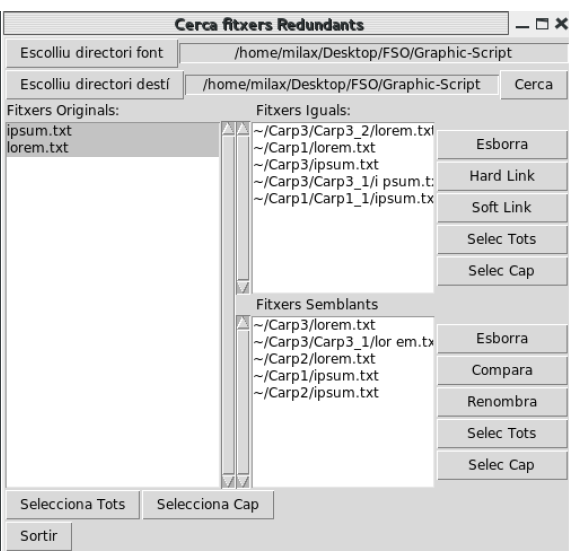 Cerca fitxers Redundants
Escolliu directori font
/home/milax/Desktop/FSO/Graphic-Script
Escolliu directori destí
/home/milax/Desktop/FSO/Graphic-Script
Cerca
Fitxers Originals:
ipsum.txt
lorem.txt
Fitxers Iguals:
~/Carp3/Carp3_2/lorem.txt
~/Carp1/lorem.txt
~/Carp3/ipsum.txt
~/Carp3/Carp3_1/i psum.t
~/Carp1/Carp1_1/ipsum.tx
Esborra
Hard Link
Soft Link
Selec Tots
Selec Cap
Fitxers Semblants
~/Carp3/lorem.txt
~/Carp3/Carp3_1/lor em.tx
~/Carp2/lorem.txt
~/Carp1/ipsum.txt
~/Carp2/ipsum.txt
Esborra
Compara
Renombra
Selec Tots
Selec Cap
Selecciona Tots
Selecciona Cap
Sortir